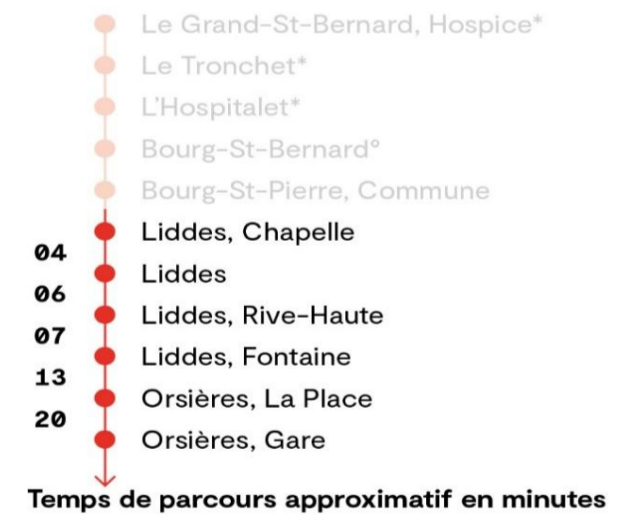 Le Grand-St-Bernard, Hospice*
Le Tronchet*
L'Hospitalet*
Bourg-St-Bernard°
Bourg-St-Pierre, Commune
Liddes, Chapelle
04
Liddes
06
Liddes, Rive-Haute
07
Liddes, Fontaine
13
Orsières, La Place
20
Orsières, Gare
Temps de parcours approximatif en minutes